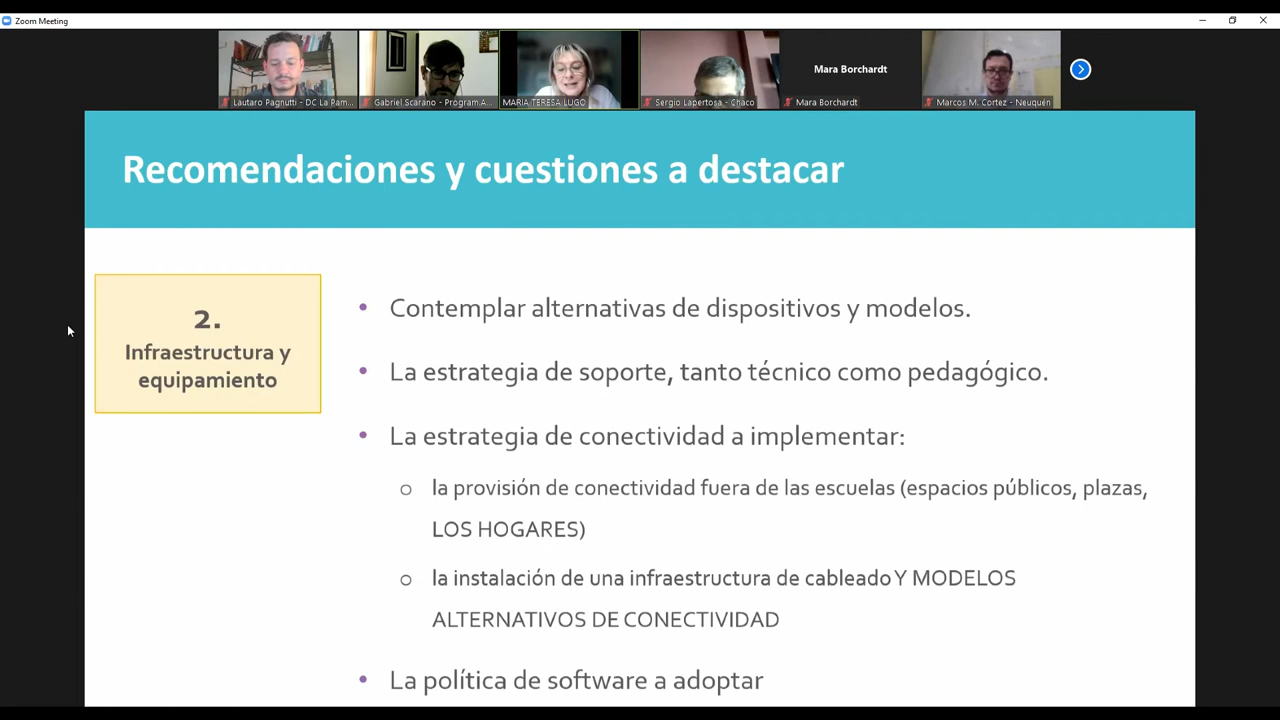 Zoom Meeting
Mara Borchardt
Lautaro Pagnutti - DC La Pam...
Gabriel Scarano - Program.A...
MARIA TERESA LUGO
Sergio Lapertosa - Chaco
Mara Borchardt
Marcos M. Cortez - Neuquén
Recomendaciones y cuestiones a destacar
2.
Infraestructura y
equipamiento
• Contemplar alternativas de dispositivos y modelos.
• La estrategia de soporte, tanto técnico como pedagógico.
• La estrategia de conectividad a implementar:
o la provisión de conectividad fuera de las escuelas (espacios públicos, plazas,
LOS HOGARES)
o la instalación de una infraestructura de cableado Y MODELOS
ALTERNATIVOS DE CONECTIVIDAD
• La política de software a adoptar